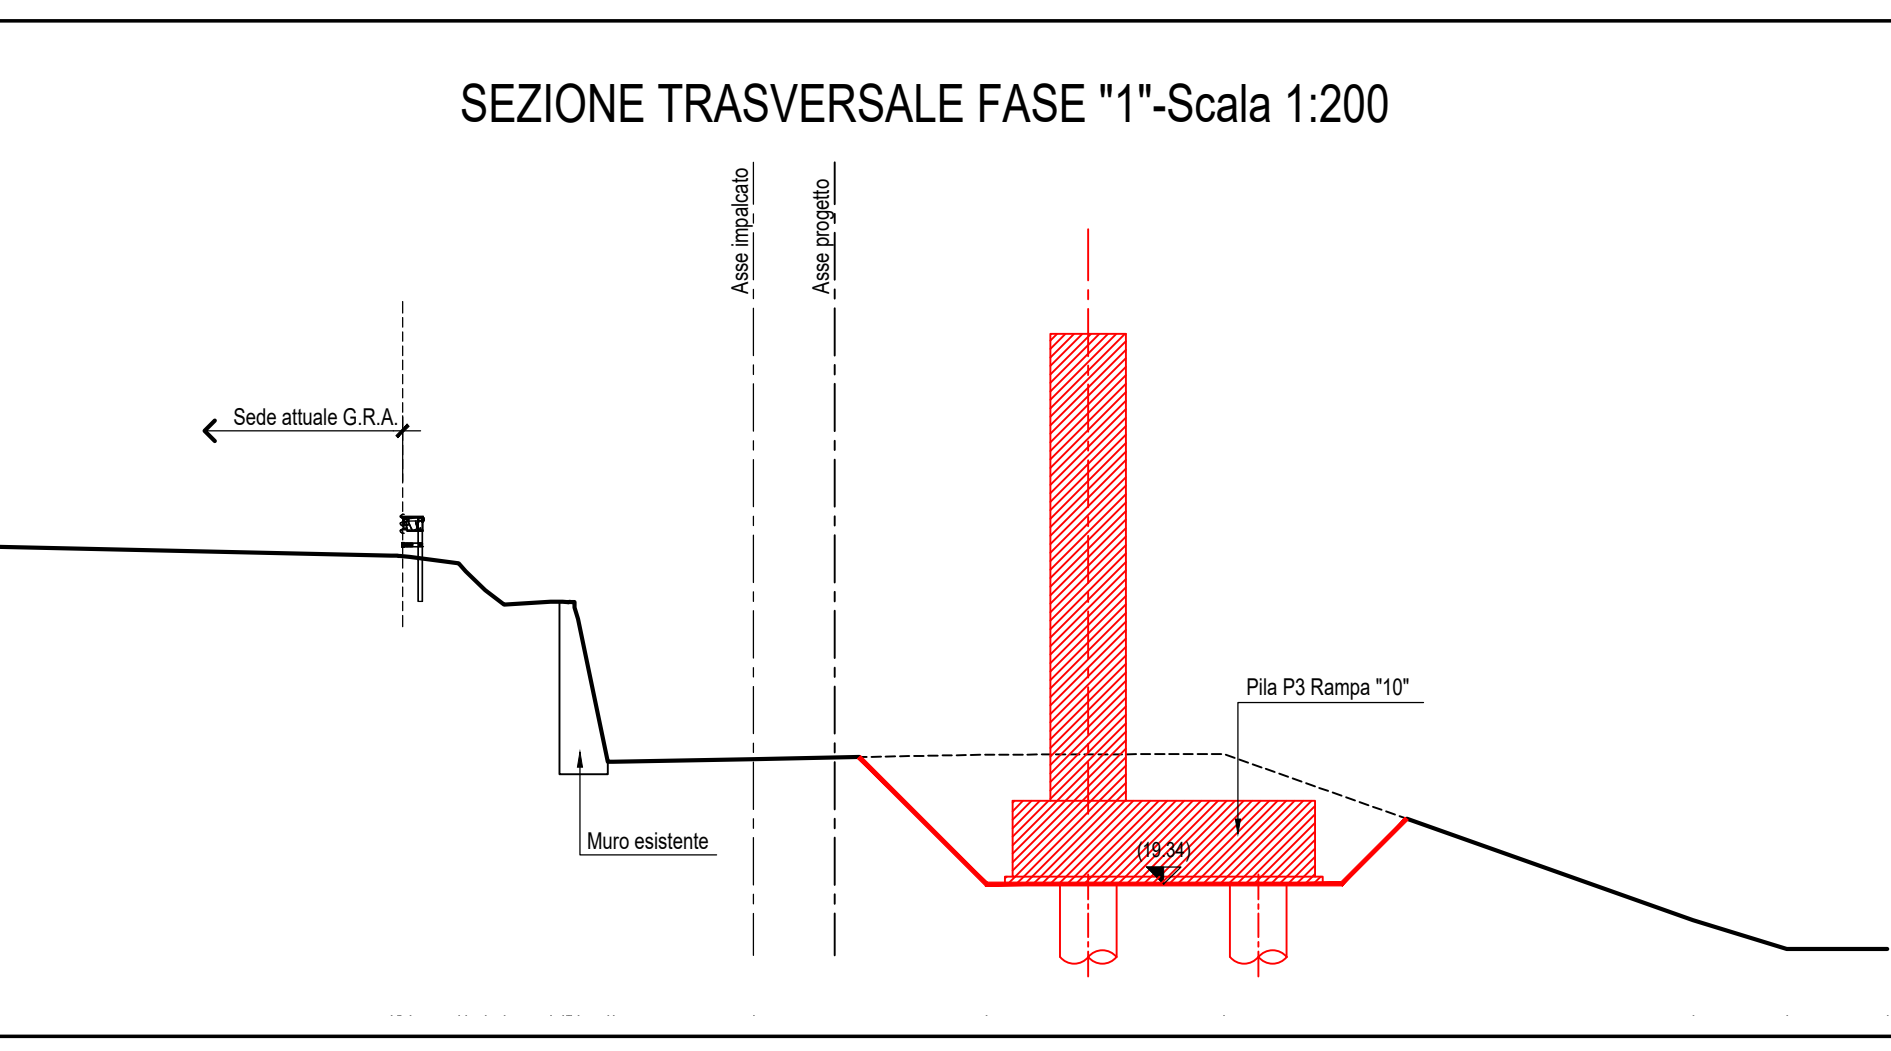 SEZIONE TRASVERSALE FASE "1"-Scala 1:200
Asse impalcato
Asse progetto
Sede attuale G.R.A.
Pila P3 Rampa "10"
Muro esistente
(19.34)